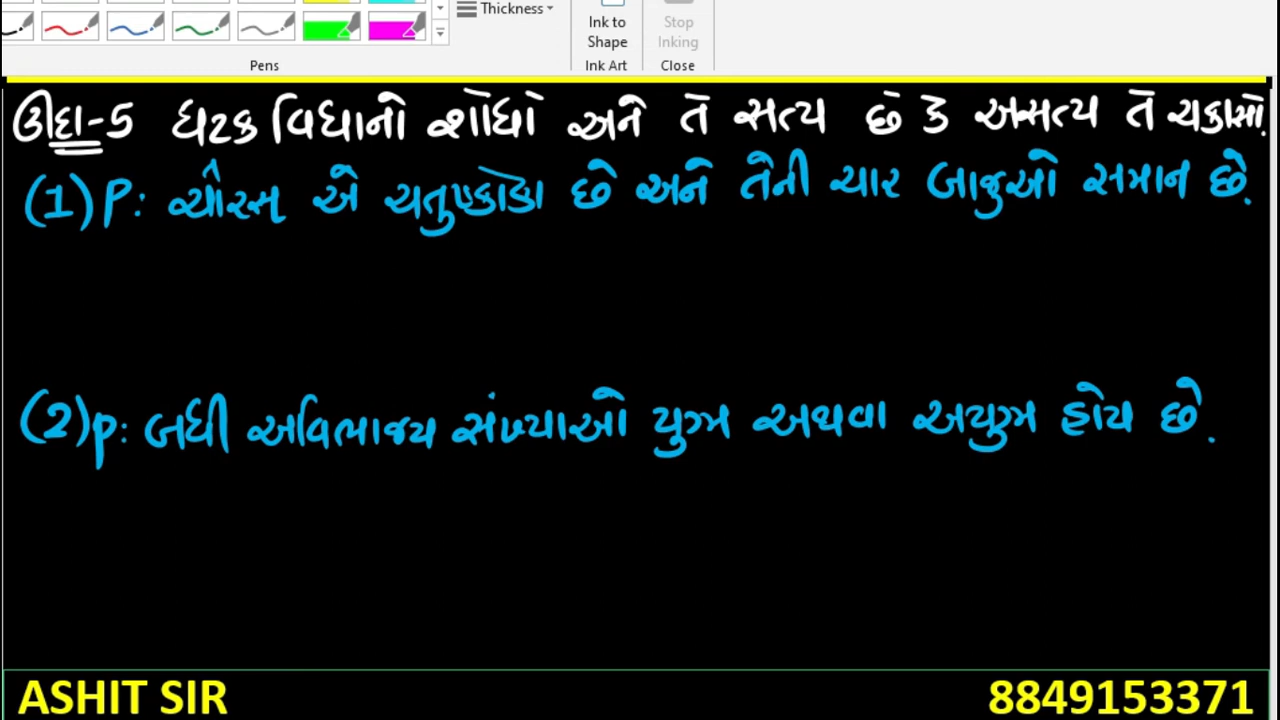 Thickness
Ink to Shape
Stop Inking
Pens
Ink Art
Close
ઊદા-5 ઘટક વિધાનો શોધો અને તે સત્ય છે કે અસત્ય તે ચકાસો.
(1) P: ચોરસ એ ચતુષ્કોણ છે અને તેની ચાર બાજુઓ સમાન છે.
(2) p: બધી અવિભાજ્ય સંખ્યાઓ યુગ્મ અથવા અયુગ્મ હોય છે.
ASHIT SIR 8849153371